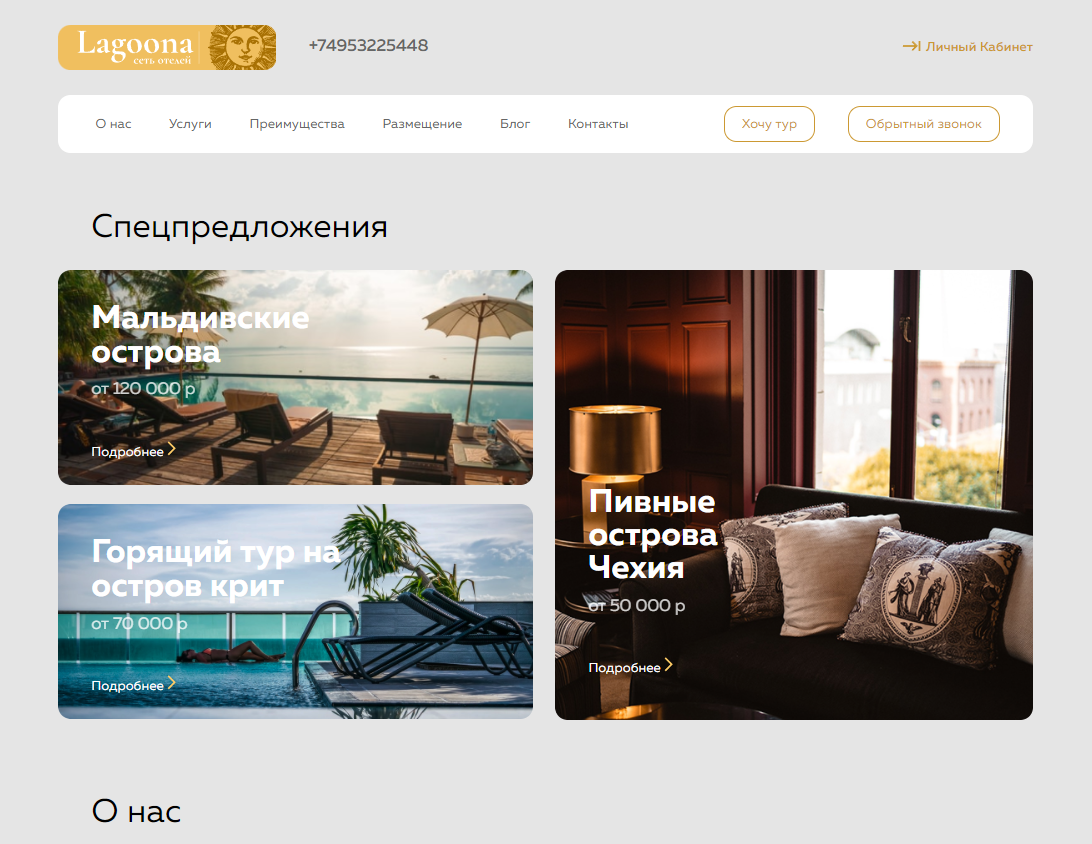 Lagoona
сеть отелей
+74953225448
Личный Кабинет
О нас
Услуги
Преимущества
Размещение
Блог
Контакты
Хочу тур
Обрытный звонок
Спецпредложения
Мальдивские
острова
от 120 000 р
Подробнее
Горящий тур на
остров крит
от 70 000 р
Подробнее
Пивные
острова
Чехия
от 50 000 р
Подробнее
О нас